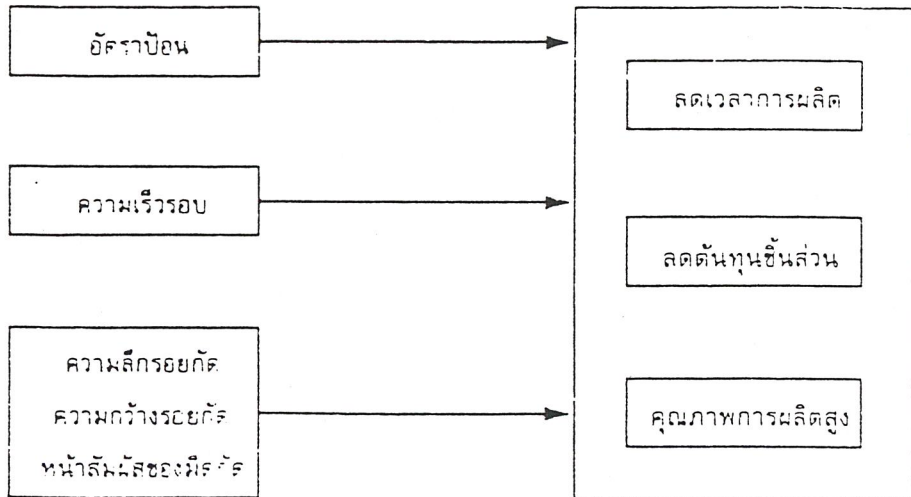 อัตราป้อน
ลดเวลาการผลิต
ความเร็วรอบ
ลดต้นทุนชิ้นส่วน
ความลึกรอยกัด
ความกว้างรอยกัด
หน้าสัมผัสของมีดกัด
คุณภาพการผลิตสูง